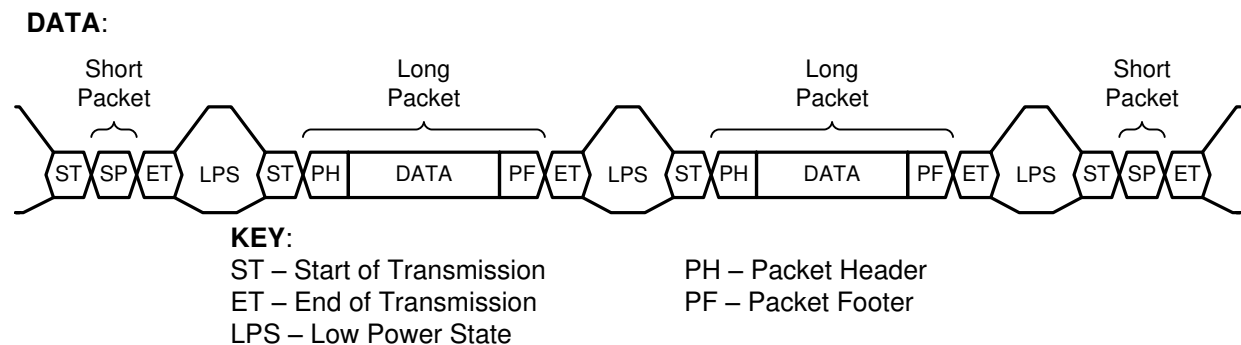 DATA:
Short
Packet
Long
Packet
Long
Packet
Short
Packet
ST SP ET LPS ST PH DATA PF ET LPS ST PH DATA PF ET LPS ST SP ET
KEY:
ST – Start of Transmission
ET – End of Transmission
LPS – Low Power State
PH – Packet Header
PF – Packet Footer